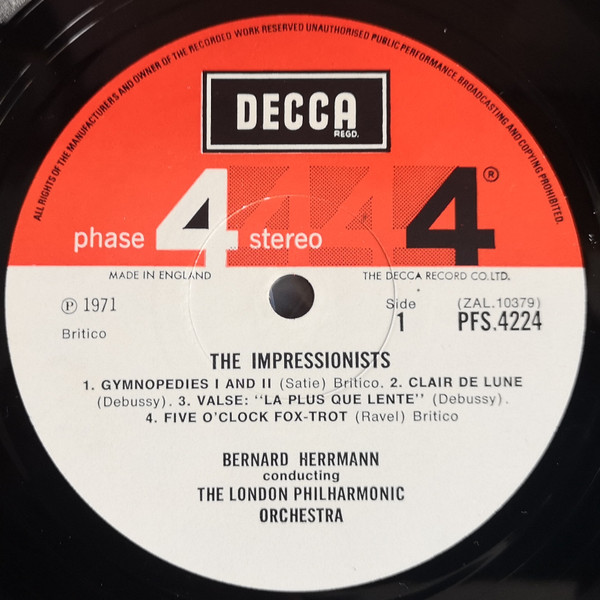 ALL RIGHTS OF THE MANUFACTURERS AND OWNER OF THE RECORDED WORK RESERVED UNAUTHORISED PUBLIC PERFORMANCE, BROADCASTING AND COPYING PROHIBITED.
DECCA
REGD.
phase 4 stereo 444 ®
MADE IN ENGLAND THE DECCA RECORD CO. LTD.
℗ 1971 Side (ZAL.10379)
Britico 1 PFS.4224
THE IMPRESSIONISTS
1. GYMNOPEDIES I AND II (Satie) Britico. 2. CLAIR DE LUNE
(Debussy). 3. VALSE: "LA PLUS QUE LENTE" (Debussy).
4. FIVE O'CLOCK FOX-TROT (Ravel) Britico
BERNARD HERRMANN
conducting
THE LONDON PHILHARMONIC
ORCHESTRA